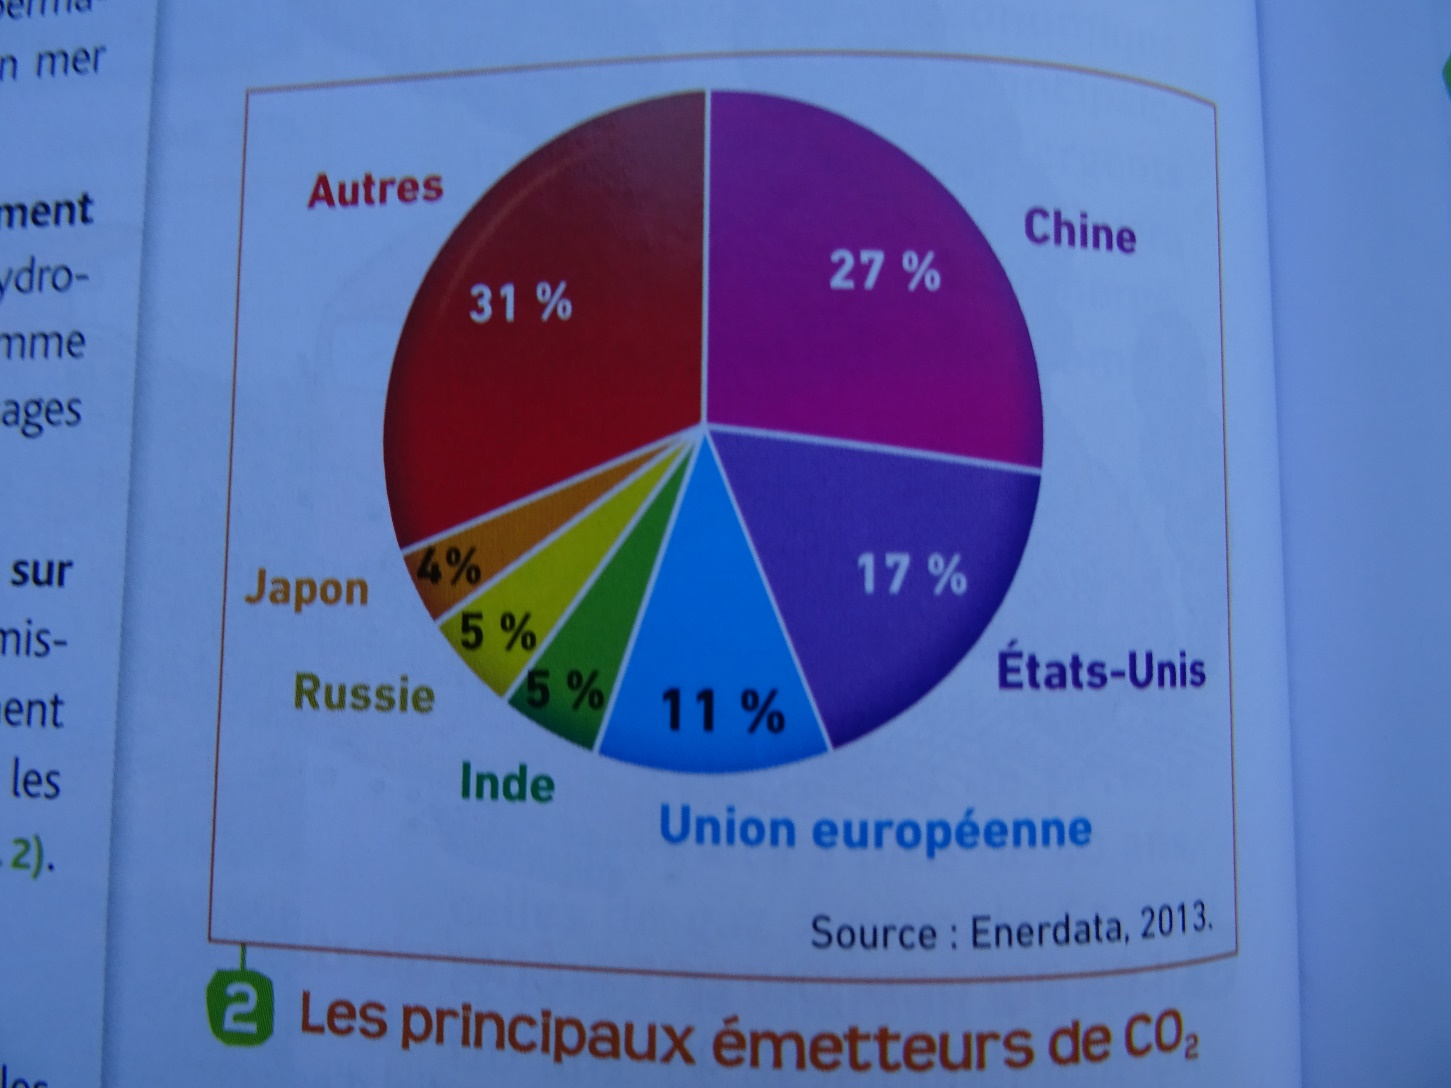 n mer
ment
ydro-
mme
ages
sur
mis-
ent
les
2).
Autres
31 %
Chine
27 %
17 %
États-Unis
Japon
4%
5 %
Russie
5 %
Inde
11 %
Union européenne
Source : Enerdata, 2013.
2 Les principaux émetteurs de CO₂